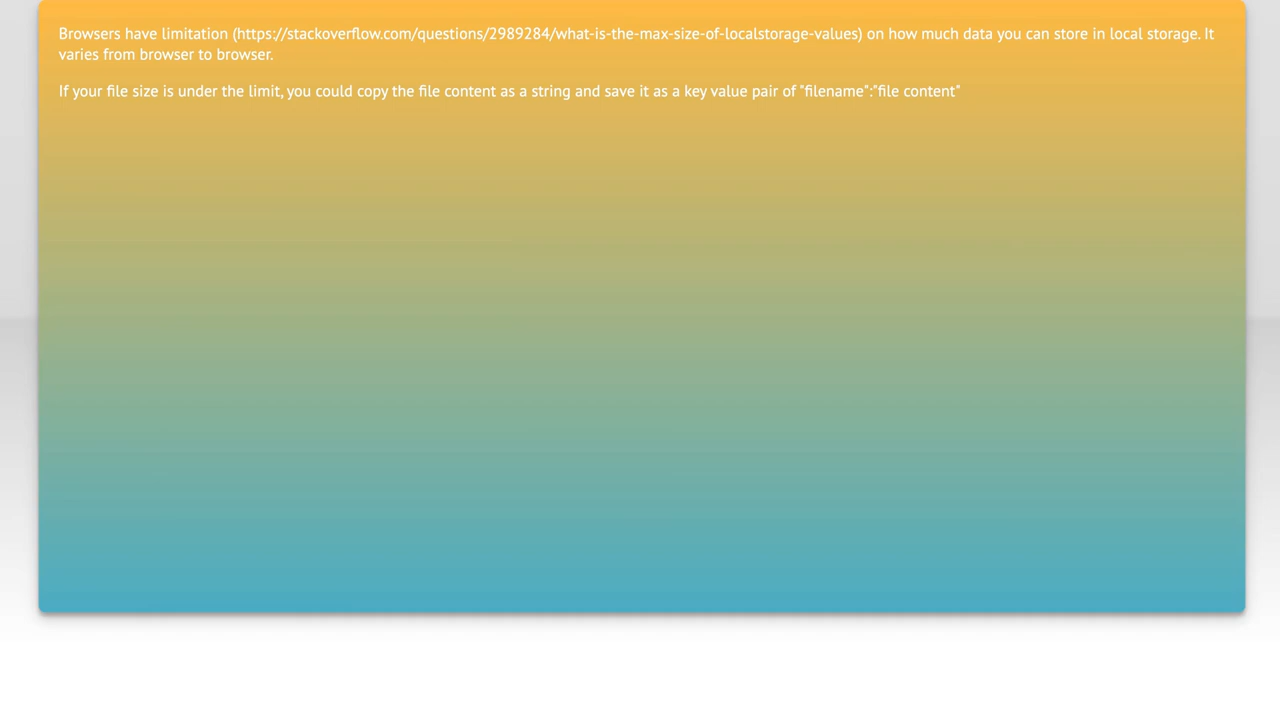 Browsers have limitation (https://stackoverflow.com/questions/2989284/what-is-the-max-size-of-localstorage-values) on how much data you can store in local storage. It
varies from browser to browser.
If your file size is under the limit, you could copy the file content as a string and save it as a key value pair of "filename":"file content"